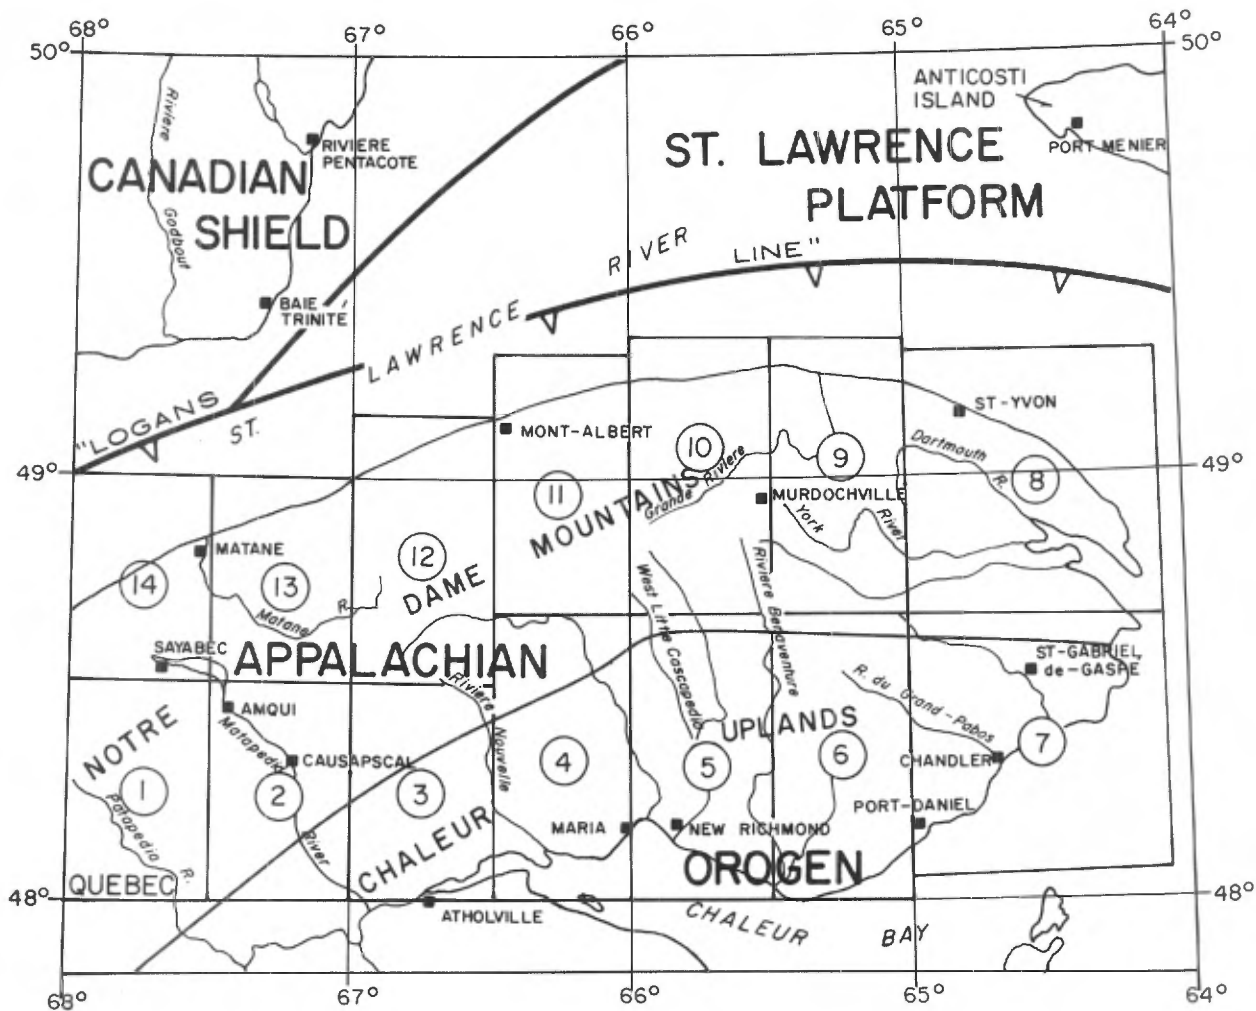 68°
67°
66°
65°
64°
50°
50°
ANTICOSTI
ISLAND
PORT MENIER
Riviere
Godbout
RIVIERE
PENTACOTE
CANADIAN
SHIELD
ST. LAWRENCE
PLATFORM
BAIE
TRINITÉ
"LOGANS
LINE"
ST.
LAWRENCE
RIVER
49°
49°
MONT-ALBERT
ST-YVON
Dartmouth
R.
10
9
8
11
MOUNTAINS
Grande Riviere
MURDOCHVILLE
York
River
MATANE
14
13
12
Matane
R.
DAME
SAYABEC
APPALACHIAN
West Little Cascapedia
Riviere Bonaventure
ST-GABRIEL
de-GASPE
R. du Grand-Pabos
AMQUI
Matapedia
River
NOTRE
Riviere
Nouvelle
UPLANDS
CAUSAPSCAL
CHANDLER
1
2
3
4
5
6
7
Patapedia
R.
CHALEUR
MARIA
NEW RICHMOND
PORT-DANIEL
OROGEN
QUEBEC
48°
48°
ATHOLVILLE
CHALEUR
BAY
68°
67°
66°
65°
64°